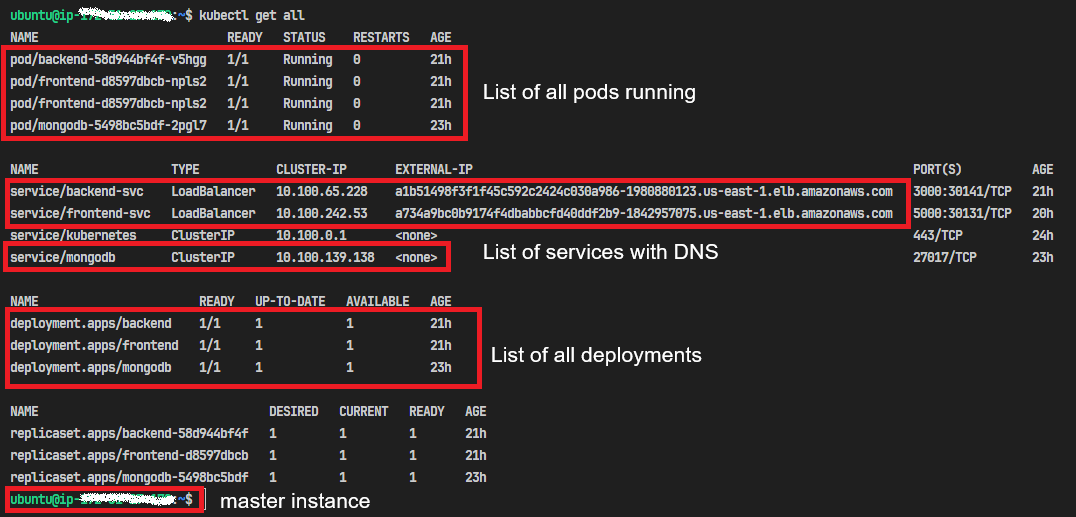 ubuntu@ip- :~$ kubectl get all
NAME READY STATUS RESTARTS AGE
pod/backend-58d944bf4f-v5hgg 1/1 Running 0 21h
pod/frontend-d8597dbcb-npls2 1/1 Running 0 21h
List of all pods running
pod/frontend-d8597dbcb-npls2 1/1 Running 0 21h
pod/mongodb-5498bc5bdf-2pgl7 1/1 Running 0 23h
NAME TYPE CLUSTER-IP EXTERNAL-IP PORT(S) AGE
service/backend-svc LoadBalancer 10.100.65.228 a1b51498f3f1f45c592c2424c030a986-1980880123.us-east-1.elb.amazonaws.com 3000:30141/TCP 21h
service/frontend-svc LoadBalancer 10.100.242.53 a734a9bc0b9174f4dbabbcfd40ddf2b9-1842957075.us-east-1.elb.amazonaws.com 5000:30131/TCP 20h
service/kubernetes ClusterIP 10.100.0.1 <none> 443/TCP 24h
List of services with DNS
service/mongodb ClusterIP 10.100.139.138 <none> 27017/TCP 23h
NAME READY UP-TO-DATE AVAILABLE AGE
deployment.apps/backend 1/1 1 1 21h
deployment.apps/frontend 1/1 1 1 21h
List of all deployments
deployment.apps/mongodb 1/1 1 1 23h
NAME DESIRED CURRENT READY AGE
replicaset.apps/backend-58d944bf4f 1 1 1 21h
replicaset.apps/frontend-d8597dbcb 1 1 1 21h
replicaset.apps/mongodb-5498bc5bdf 1 1 1 23h
ubuntu@ip- :~$ master instance